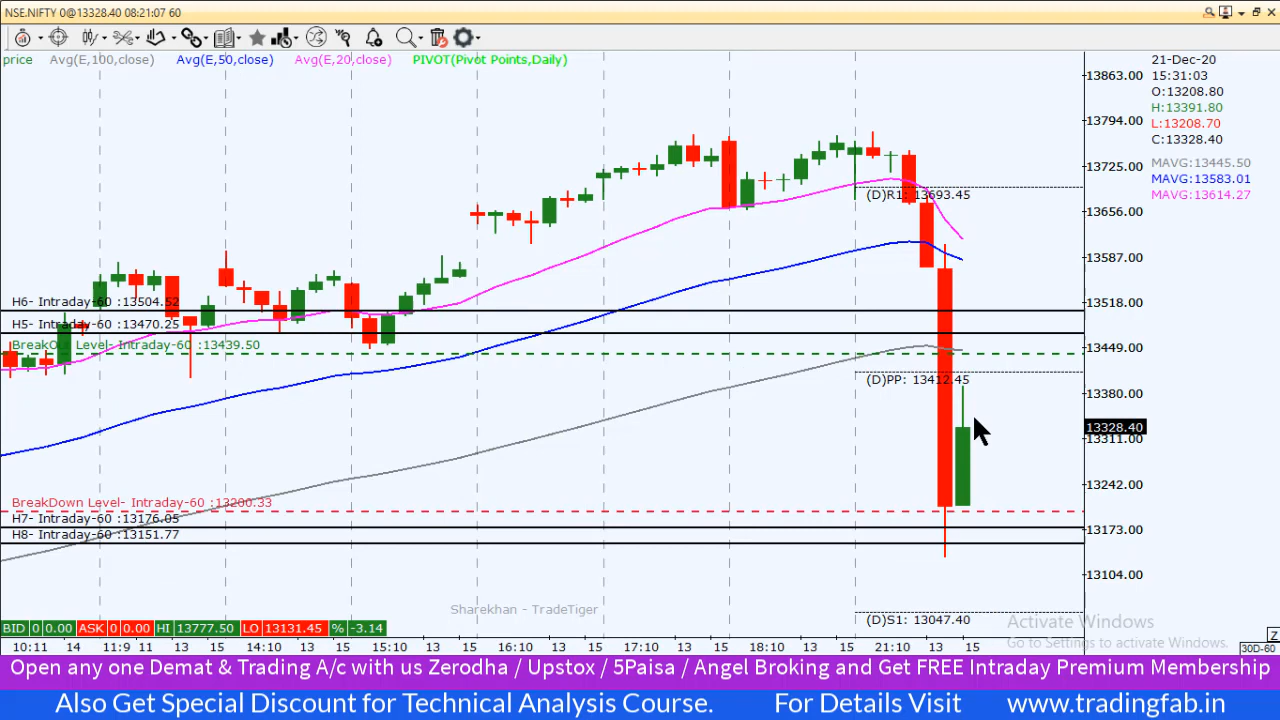 NSE.NIFTY 0@13328.40 08:21:07 60
price Avg(E,100,close) Avg(E,50,close) Avg(E,20,close) PIVOT(Pivot Points,Daily)
21-Dec-20
15:31:03
O:13208.80
H:13391.80
L:13208.70
C:13328.40
MAVG:13445.50
MAVG:13583.01
MAVG:13614.27
13863.00
13794.00
13725.00
13656.00
13587.00
13518.00
13449.00
13380.00
13328.40
13311.00
13242.00
13173.00
13104.00
(D)R1: 13693.45
H6- Intraday-60 :13504.52
H5- Intraday-60 :13470.25
BreakOut Level- Intraday-60 :13439.50
(D)PP: 13412.45
BreakDown Level- Intraday-60 :13200.33
H7- Intraday-60 :13176.05
H8- Intraday-60 :13151.77
Sharekhan - TradeTiger
(D)S1: 13047.40
Activate Windows
Go to Settings to activate Windows.
BID 0 0.00 ASK 0 0.00 HI 13777.50 LO 13131.45 % -3.14
Z
10:11 14 11:9 13 15 14:10 13 15 15:10 13 15 16:10 13 15 17:10 13 15 18:10 13 15 21:10 13 15 30D-60
Open any one Demat & Trading A/c with us Zerodha / Upstox / 5Paisa / Angel Broking and Get FREE Intraday Premium Membership
Also Get Special Discount for Technical Analysis Course. For Details Visit www.tradingfab.in